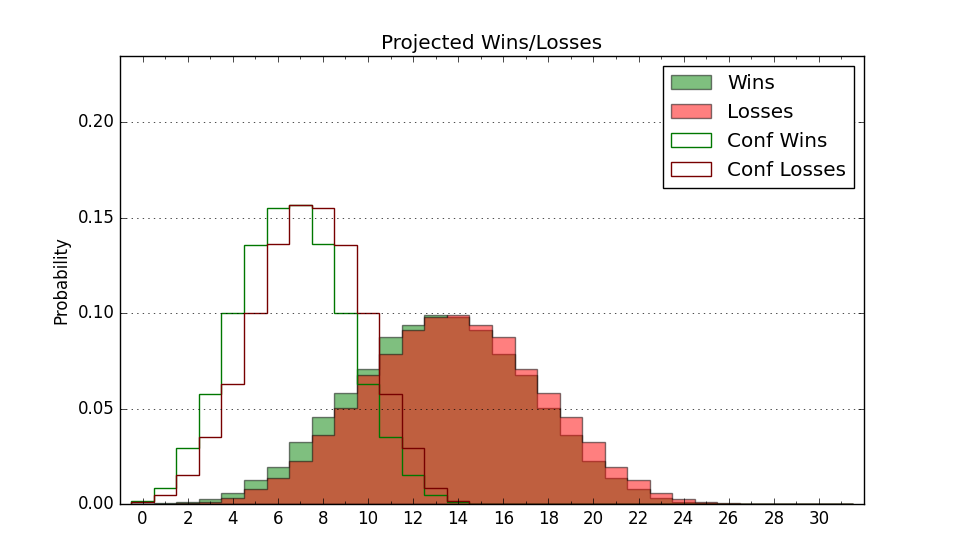 Projected Wins/Losses
Wins
Losses
Conf Wins
Conf Losses
Probability
0.20
0.15
0.10
0.05
0.00
0 2 4 6 8 10 12 14 16 18 20 22 24 26 28 30